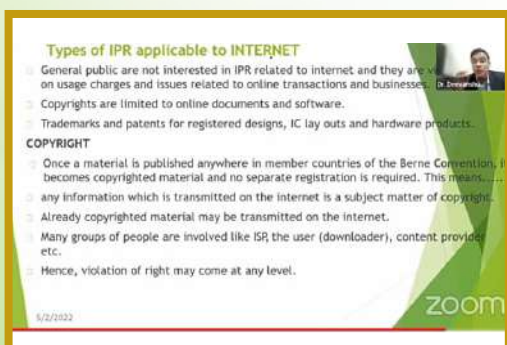 Types of IPR applicable to INTERNET
General public are not interested in IPR related to internet and they are
on usage charges and issues related to online transactions and businesses.
Dr. Devvanshu
Copyrights are limited to online documents and software.
Trademarks and patents for registered designs, IC lay outs and hardware products.
COPYRIGHT
Once a material is published anywhere in member countries of the Berne Convention, i
becomes copyrighted material and no separate registration is required. This means.....
any information which is transmitted on the internet is a subject matter of copyright.
Already copyrighted material may be transmitted on the internet.
Many groups of people are involved like ISP, the user (downloader), content provider
etc.
Hence, violation of right may come at any level.
5/2/2022
zoom